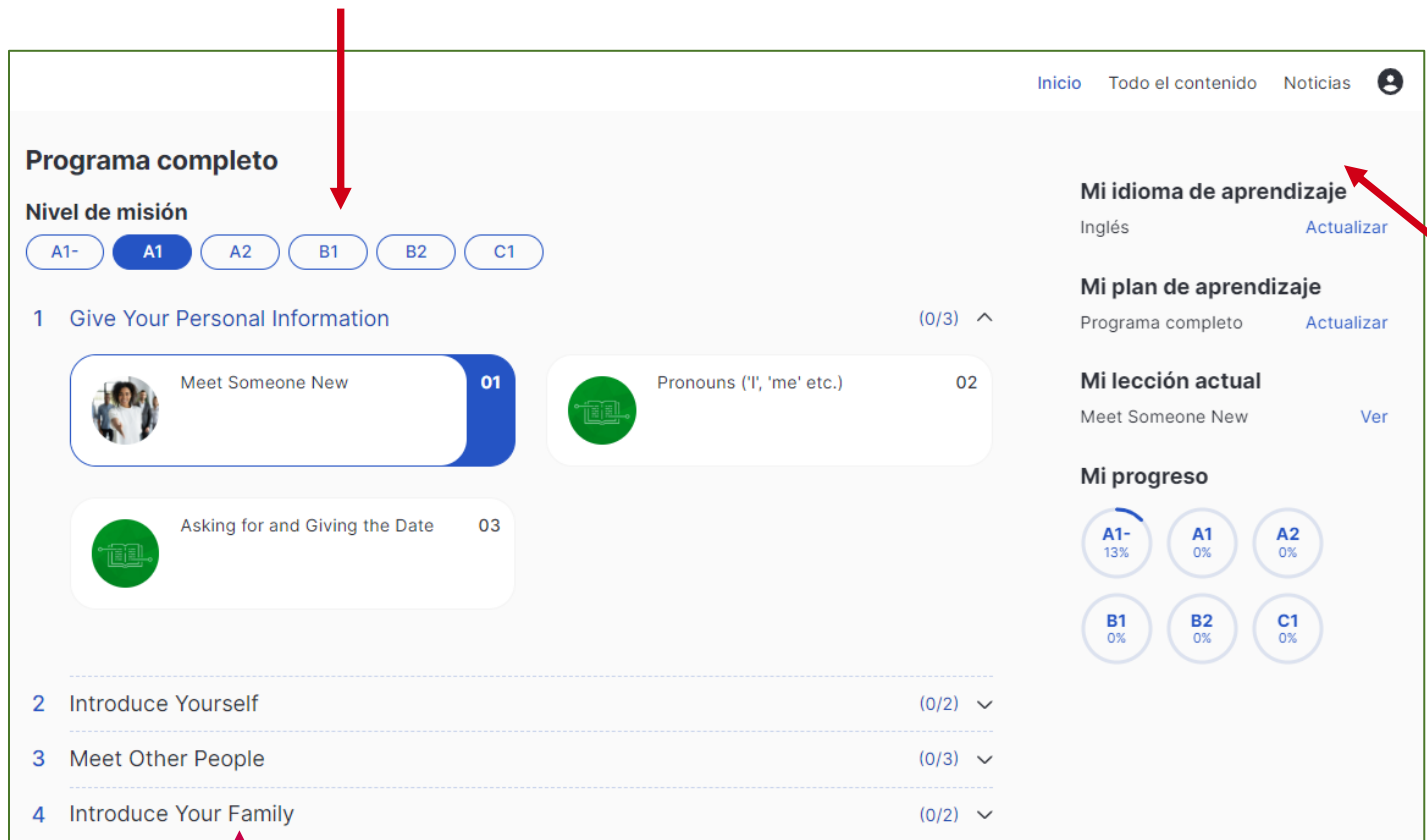 Inicio Todo el contenido Noticias
Programa completo
Nivel de misión
A1- A1 A2 B1 B2 C1
1 Give Your Personal Information (0/3)
Meet Someone New 01
Pronouns ('I', 'me' etc.) 02
Asking for and Giving the Date 03
2 Introduce Yourself (0/2)
3 Meet Other People (0/3)
4 Introduce Your Family (0/2)
Mi idioma de aprendizaje
Inglés Actualizar
Mi plan de aprendizaje
Programa completo Actualizar
Mi lección actual
Meet Someone New Ver
Mi progreso
A1- A1 A2
13% 0% 0%
B1 B2 C1
0% 0% 0%